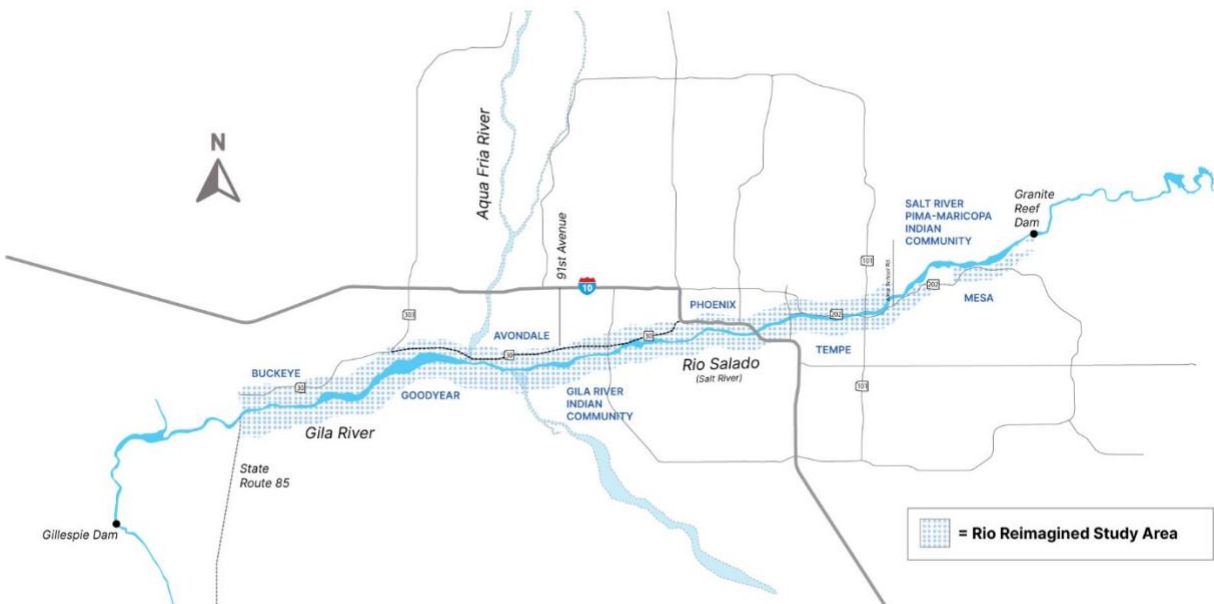 N
Aqua Fria River
91st Avenue
10
303
101
SALT RIVER
PIMA-MARICOPA
INDIAN
COMMUNITY
Granite
Reef
Dam
202
MESA
PHOENIX
202
AVONDALE
30
30
TEMPE
Rio Salado
(Salt River)
101
BUCKEYE
30
GOODYEAR
GILA RIVER
INDIAN
COMMUNITY
Gila River
State
Route 85
Gillespie Dam
= Rio Reimagined Study Area